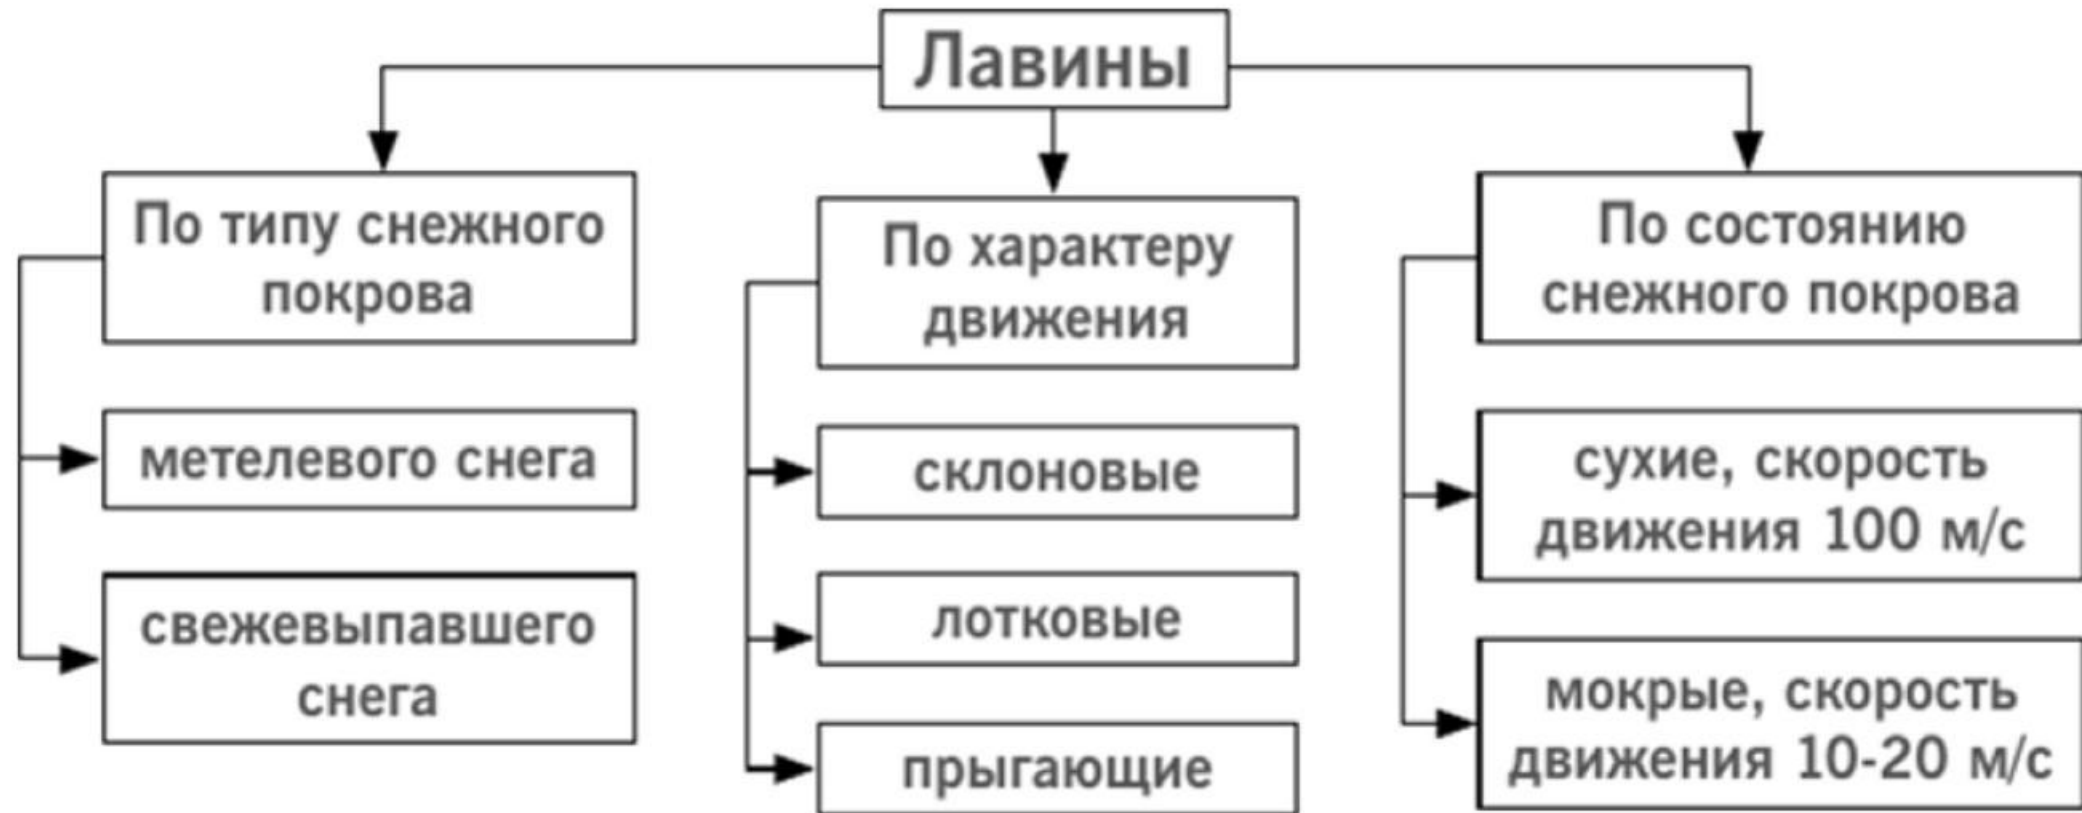 Лавины
По типу снежного
покрова
метелевого снега
свежевыпавшего
снега
По характеру
движения
склоновые
лотковые
прыгающие
По состоянию
снежного покрова
сухие, скорость
движения 100 м/с
мокрые, скорость
движения 10-20 м/с